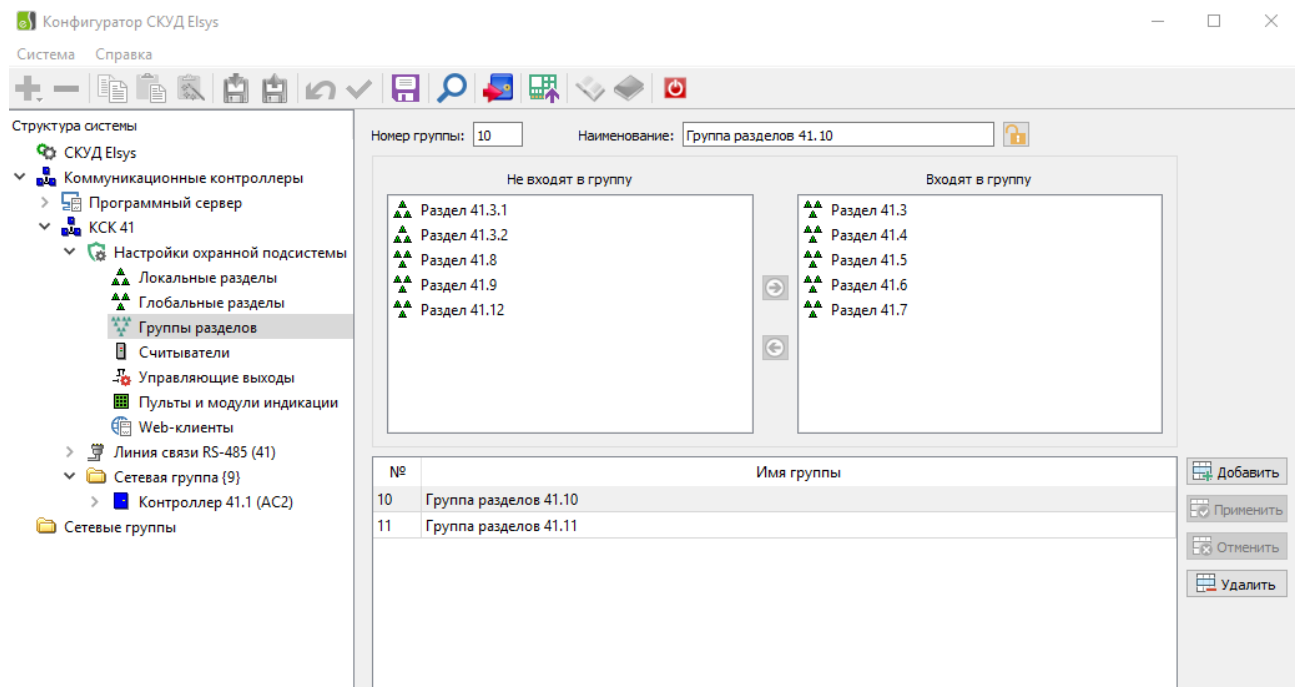 Конфигуратор СКУД Elsys
Система Справка
Структура системы
СКУД Elsys
Коммуникационные контроллеры
Программный сервер
КСК 41
Настройки охранной подсистемы
Локальные разделы
Глобальные разделы
Группы разделов
Считыватели
Управляющие выходы
Пульты и модули индикации
Web-клиенты
Линия связи RS-485 (41)
Сетевая группа {9}
Контроллер 41.1 (AC2)
Сетевые группы
Номер группы: 10 Наименование: Группа разделов 41.10
Не входят в группу
Раздел 41.3.1
Раздел 41.3.2
Раздел 41.8
Раздел 41.9
Раздел 41.12
Входят в группу
Раздел 41.3
Раздел 41.4
Раздел 41.5
Раздел 41.6
Раздел 41.7
№ Имя группы
10 Группа разделов 41.10
11 Группа разделов 41.11
Добавить
Применить
Отменить
Удалить